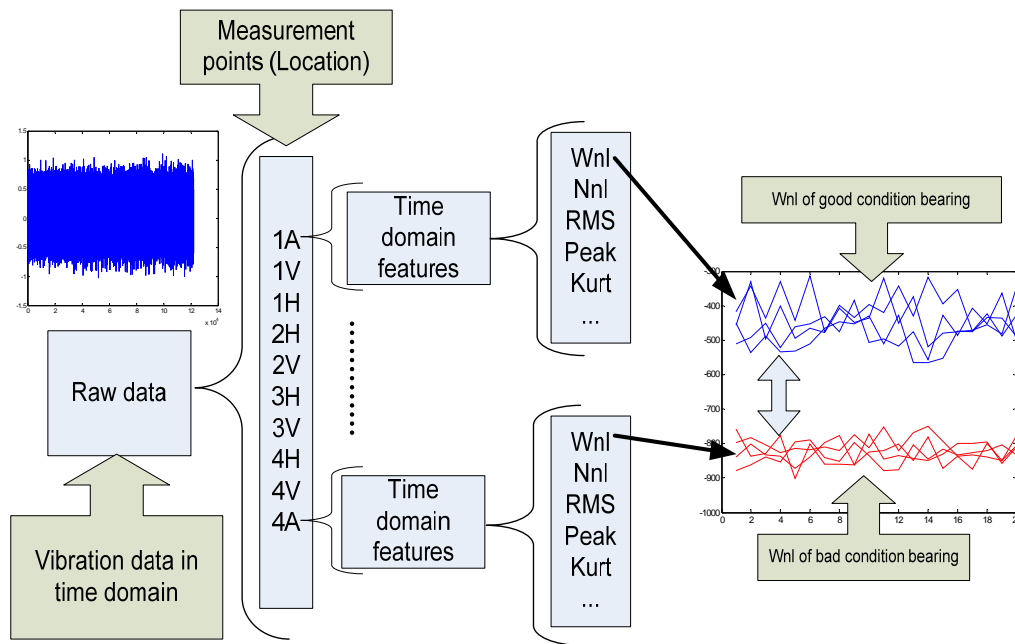 Measurement
points (Location)
1.5
1
0.5
0
-0.5
-1
-1.5
0
2
4
6
8
10
12
14
x 10
Raw data
Vibration data in
time domain
1A
1V
1H
2H
2V
3H
3V
4H
4V
4A
Time
domain
features
Time
domain
features
Wnl
Nnl
RMS
Peak
Kurt
...
Wnl
Nnl
RMS
Peak
Kurt
...
Wnl of good condition bearing
-300
-400
-500
-600
-700
-800
-900
-1000
0
2
4
6
8
10
12
14
16
18
Wnl of bad condition bearing